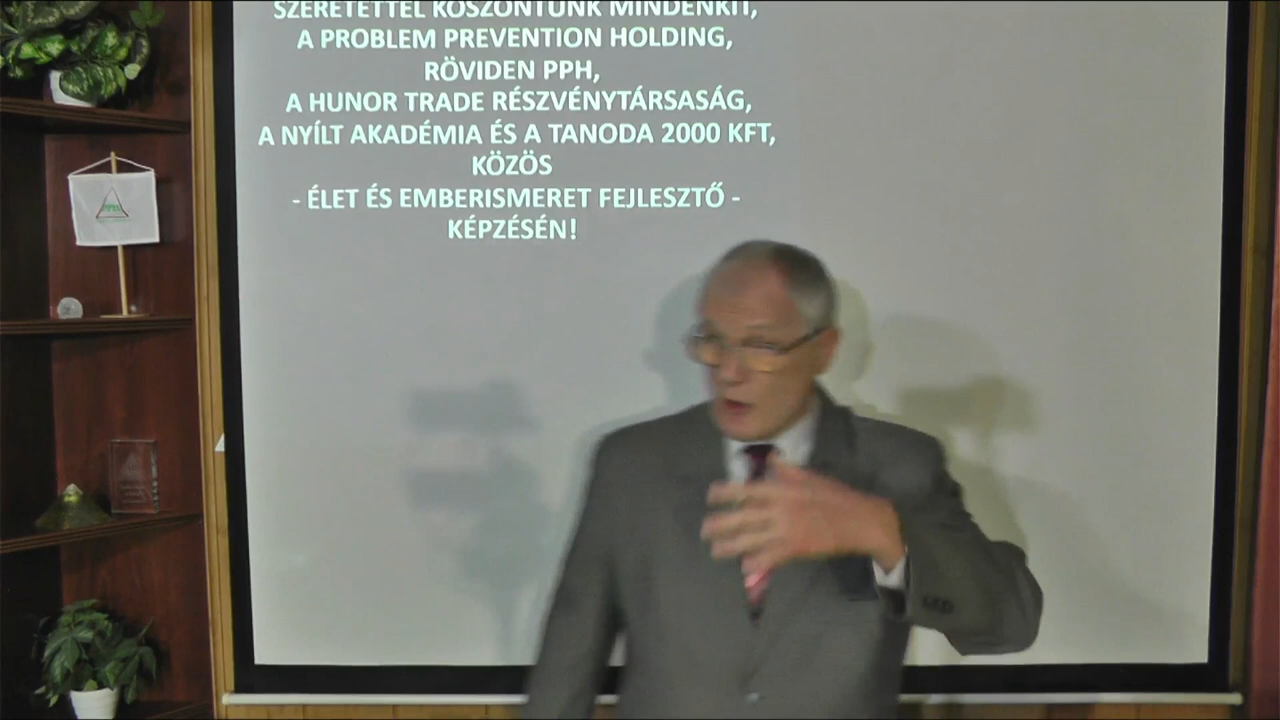 SZERETETTEL KÖSZÖNTÜNK MINDENKIT,
A PROBLEM PREVENTION HOLDING,
RÖVIDEN PPH,
A HUNOR TRADE RÉSZVÉNYTÁRSASÁG,
A NYÍLT AKADÉMIA ÉS A TANODA 2000 KFT,
KÖZÖS
- ÉLET ÉS EMBERISMERET FEJLESZTŐ -
KÉPZÉSÉN!